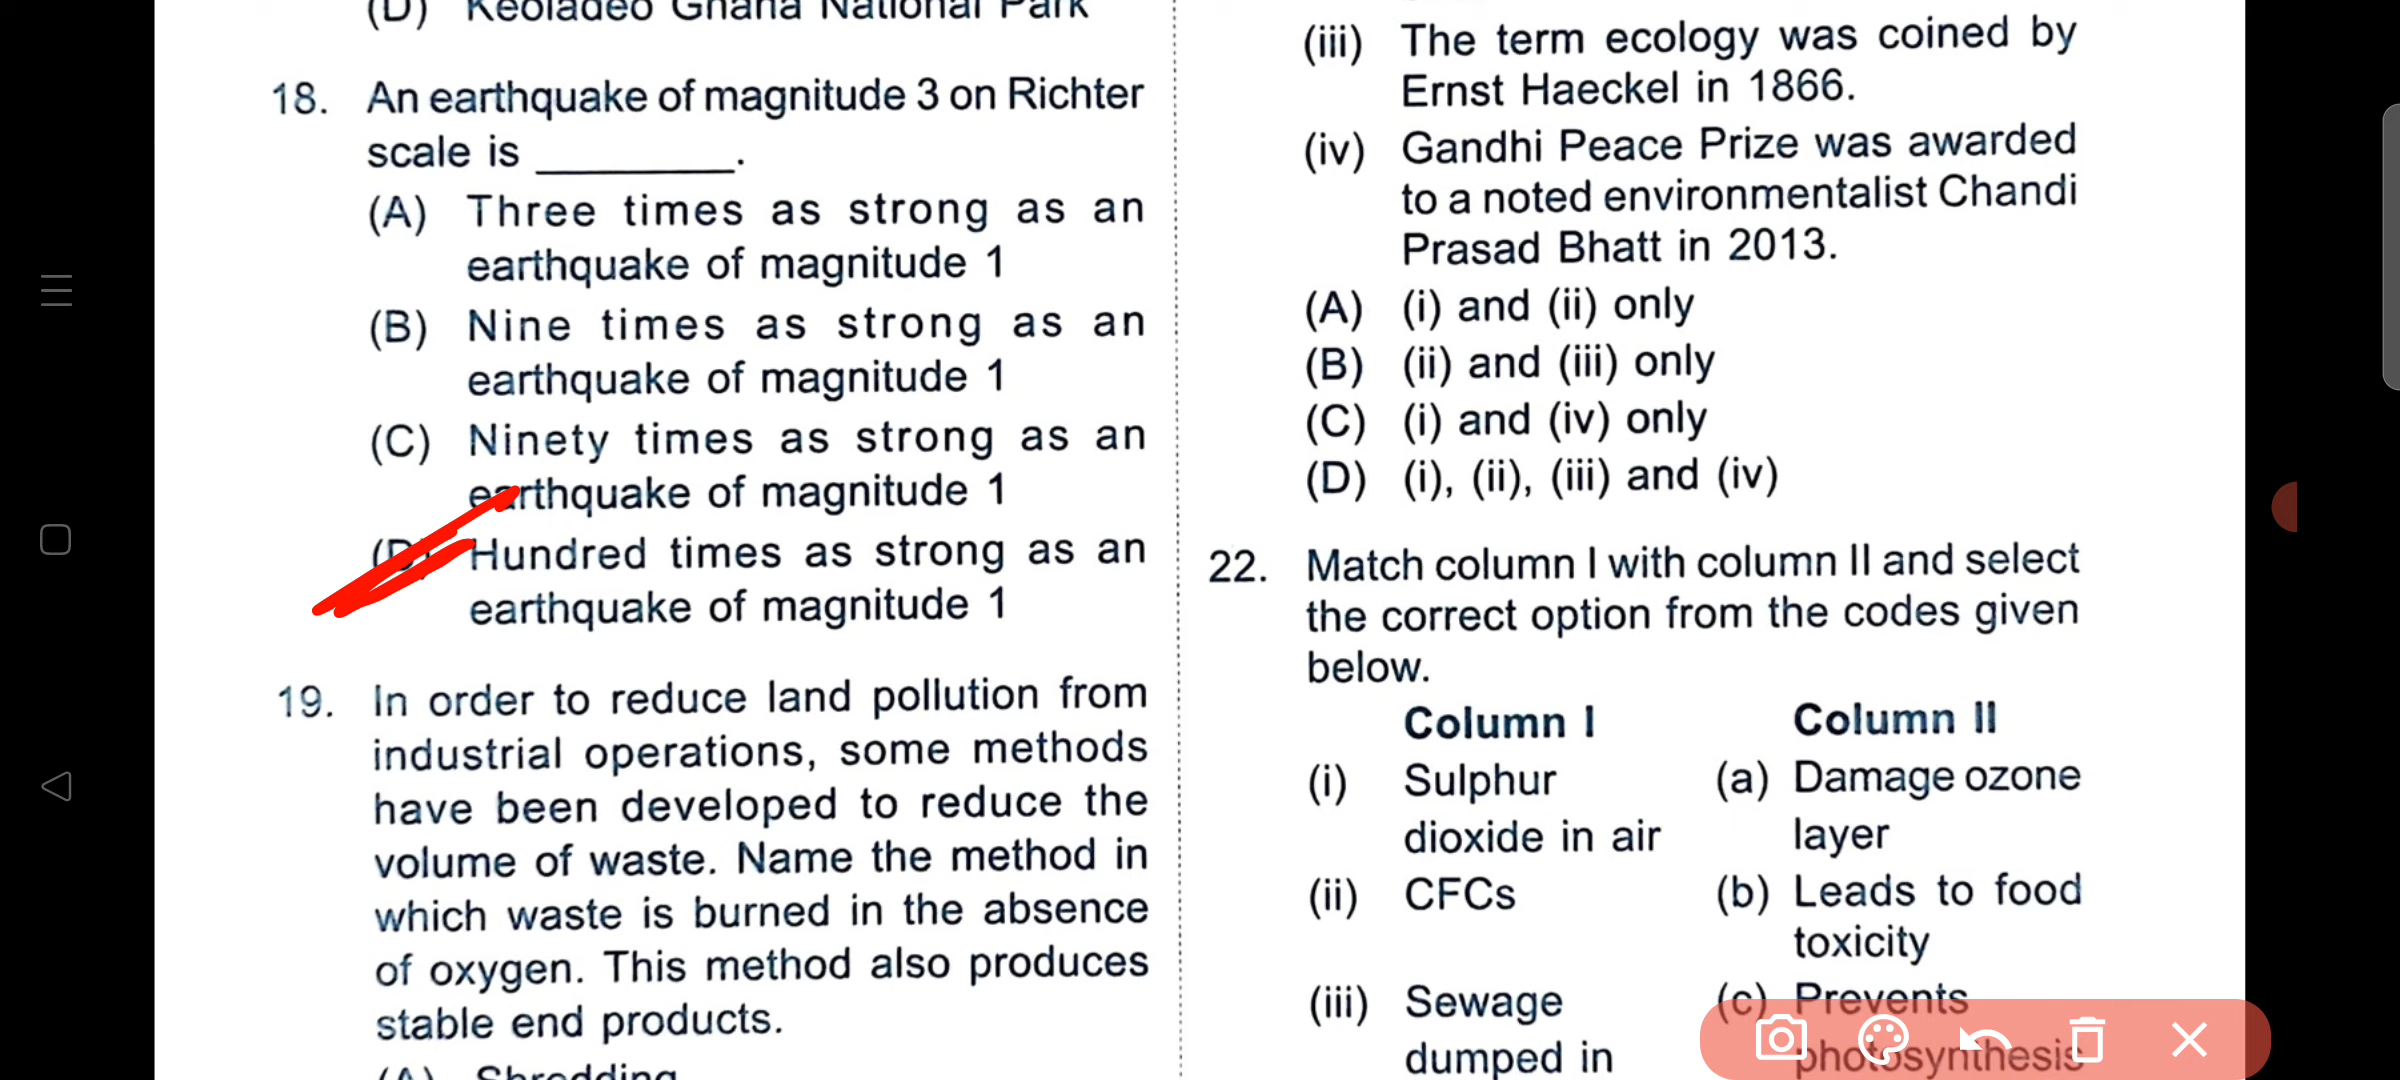 (D) Keoladeo Ghana National Park
18. An earthquake of magnitude 3 on Richter
scale is ________.
(A) Three times as strong as an
earthquake of magnitude 1
(B) Nine times as strong as an
earthquake of magnitude 1
(C) Ninety times as strong as an
earthquake of magnitude 1
(D) Hundred times as strong as an
earthquake of magnitude 1
19. In order to reduce land pollution from
industrial operations, some methods
have been developed to reduce the
volume of waste. Name the method in
which waste is burned in the absence
of oxygen. This method also produces
stable end products.
(A) Shredding
(iii) The term ecology was coined by
Ernst Haeckel in 1866.
(iv) Gandhi Peace Prize was awarded
to a noted environmentalist Chandi
Prasad Bhatt in 2013.
(A) (i) and (ii) only
(B) (ii) and (iii) only
(C) (i) and (iv) only
(D) (i), (ii), (iii) and (iv)
22. Match column I with column II and select
the correct option from the codes given
below.
Column I Column II
(i) Sulphur (a) Damage ozone
dioxide in air layer
(ii) CFCs (b) Leads to food
toxicity
(iii) Sewage (c) Prevents
dumped in photosynthesis